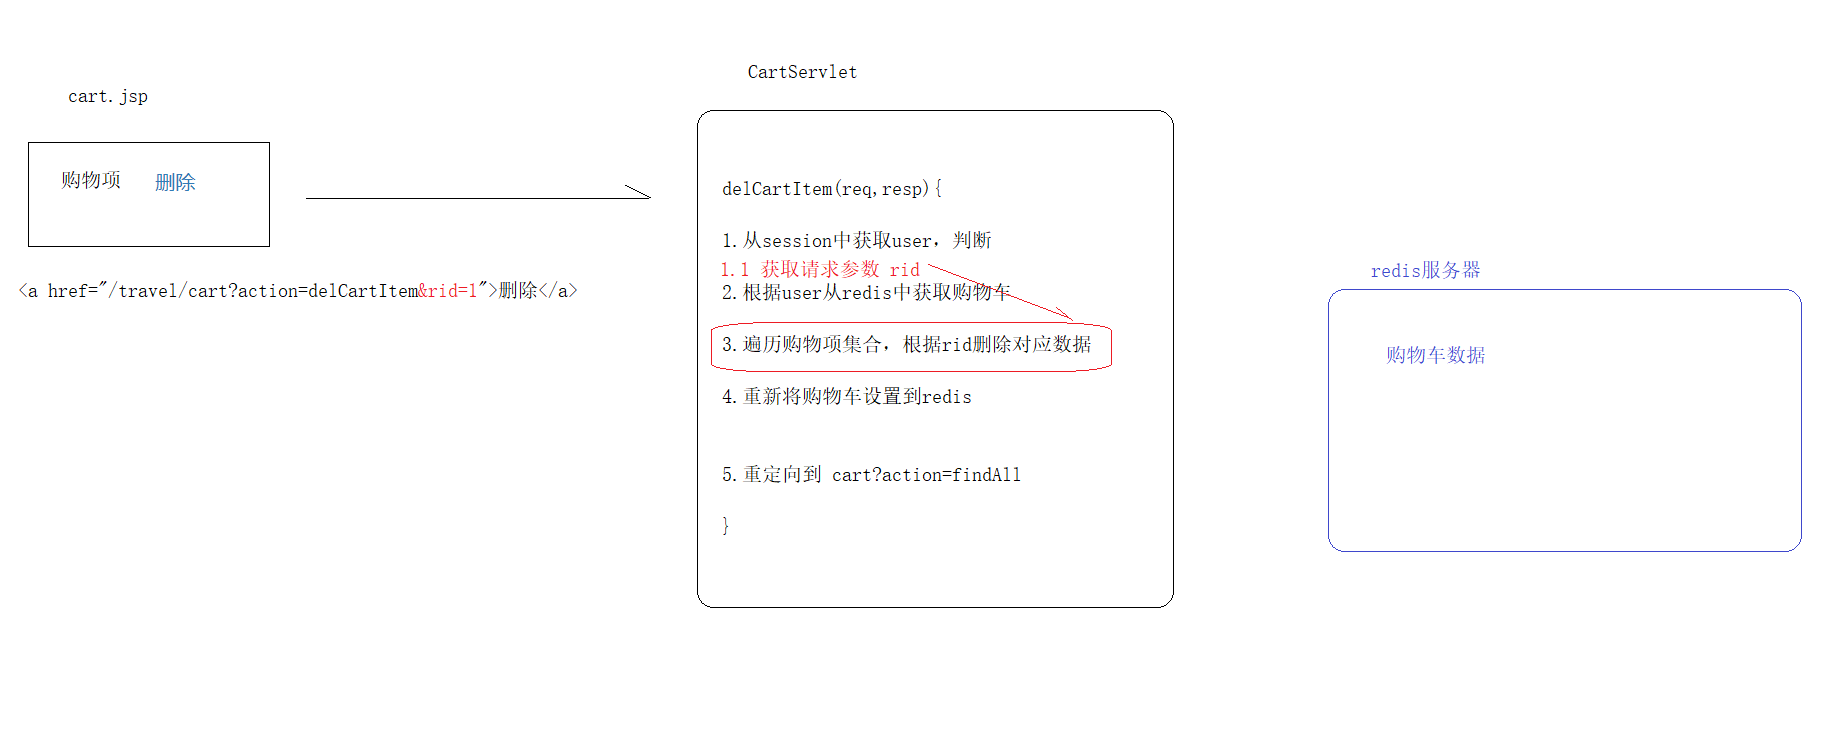 cart.jsp
购物项 删除
<a href="/travel/cart?action=delCartItem&rid=1">删除</a>
CartServlet
delCartItem(req,resp){
1.从session中获取user，判断
1.1 获取请求参数 rid
2.根据user从redis中获取购物车
3.遍历购物项集合，根据rid删除对应数据
4.重新将购物车设置到redis
5.重定向到 cart?action=findAll
}
redis服务器
购物车数据